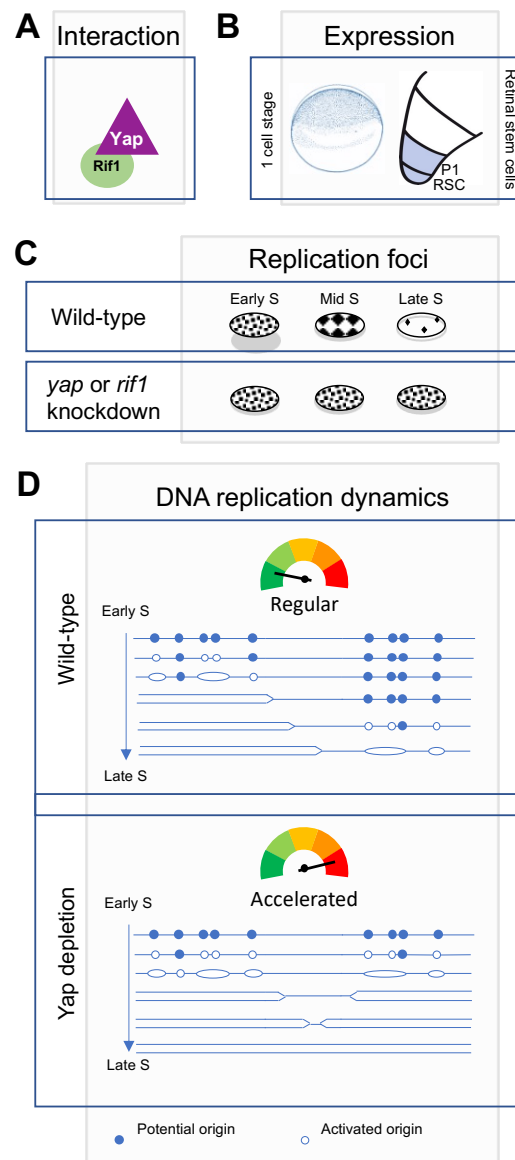 A
Interaction
Yap
Rif1
B
Expression
1 cell stage
P1
RSC
Retinal stem cells
C
Replication foci
Early S
Mid S
Late S
Wild-type
yap or rif1
knockdown
D
DNA replication dynamics
Wild-type
Regular
Early S
Late S
Yap depletion
Accelerated
Early S
Late S
Potential origin
Activated origin